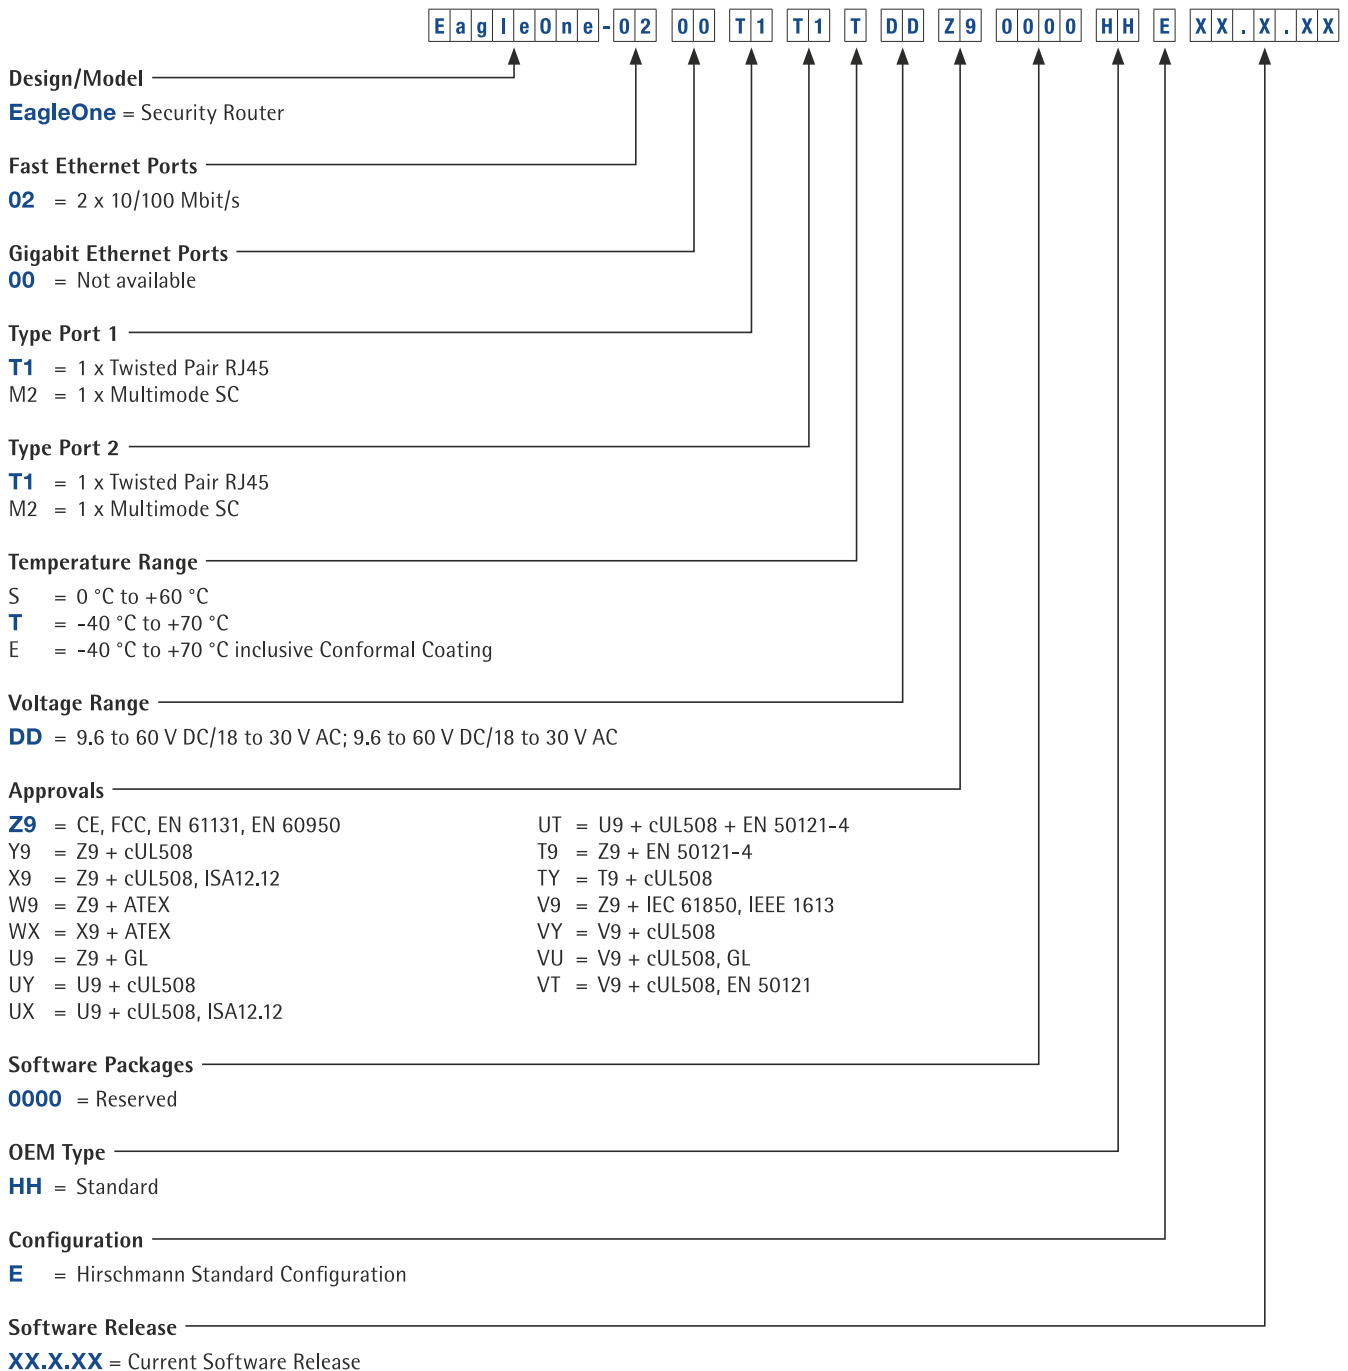 EagleOne-02 00 T1 T1 T DD Z9 0000 HH E XX.X.XX
Design/Model
EagleOne = Security Router
Fast Ethernet Ports
02 = 2 x 10/100 Mbit/s
Gigabit Ethernet Ports
00 = Not available
Type Port 1
T1 = 1 x Twisted Pair RJ45
M2 = 1 x Multimode SC
Type Port 2
T1 = 1 x Twisted Pair RJ45
M2 = 1 x Multimode SC
Temperature Range
S = 0 °C to +60 °C
T = -40 °C to +70 °C
E = -40 °C to +70 °C inclusive Conformal Coating
Voltage Range
DD = 9.6 to 60 V DC/18 to 30 V AC; 9.6 to 60 V DC/18 to 30 V AC
Approvals
Z9 = CE, FCC, EN 61131, EN 60950
Y9 = Z9 + cUL508
X9 = Z9 + cUL508, ISA12.12
W9 = Z9 + ATEX
WX = X9 + ATEX
U9 = Z9 + GL
UY = U9 + cUL508
UX = U9 + cUL508, ISA12.12
UT = U9 + cUL508 + EN 50121-4
T9 = Z9 + EN 50121-4
TY = T9 + cUL508
V9 = Z9 + IEC 61850, IEEE 1613
VY = V9 + cUL508
VU = V9 + cUL508, GL
VT = V9 + cUL508, EN 50121
Software Packages
0000 = Reserved
OEM Type
HH = Standard
Configuration
E = Hirschmann Standard Configuration
Software Release
XX.X.XX = Current Software Release